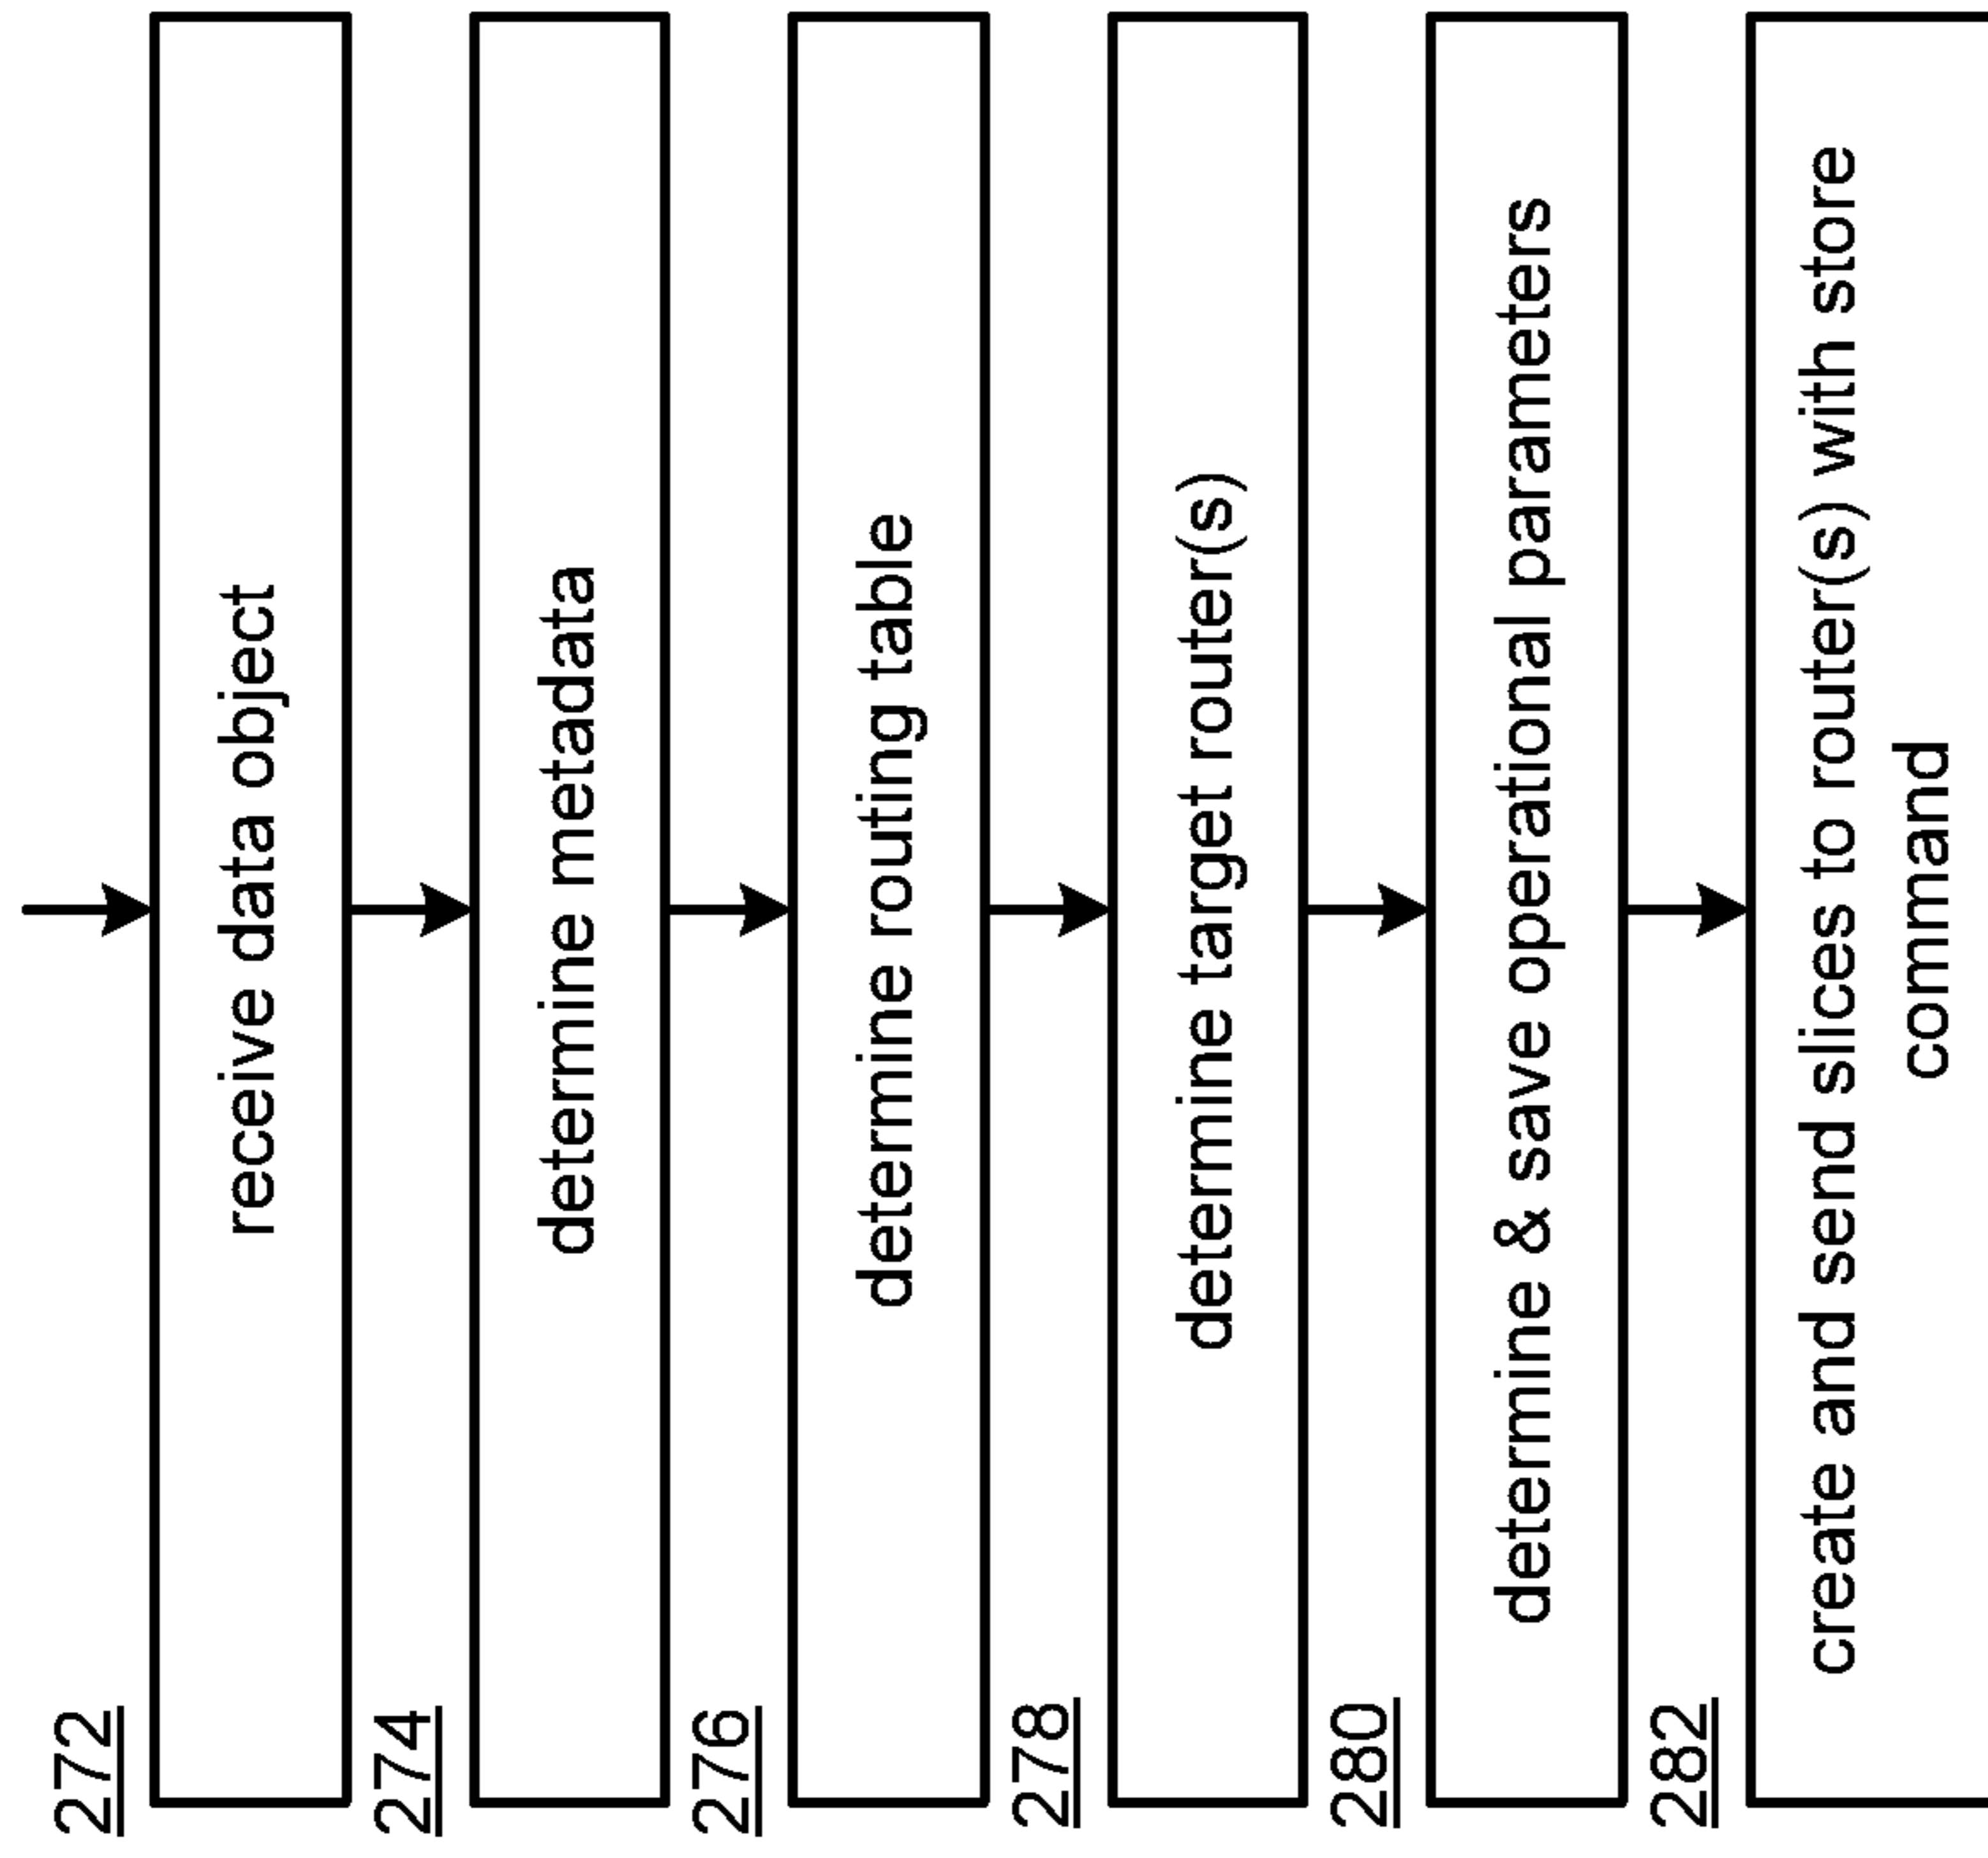 272
receive data object
274
determine metadata
276
determine routing table
278
determine target router(s)
280
determine & save operational parameters
282
create and send slices to router(s) with store
command